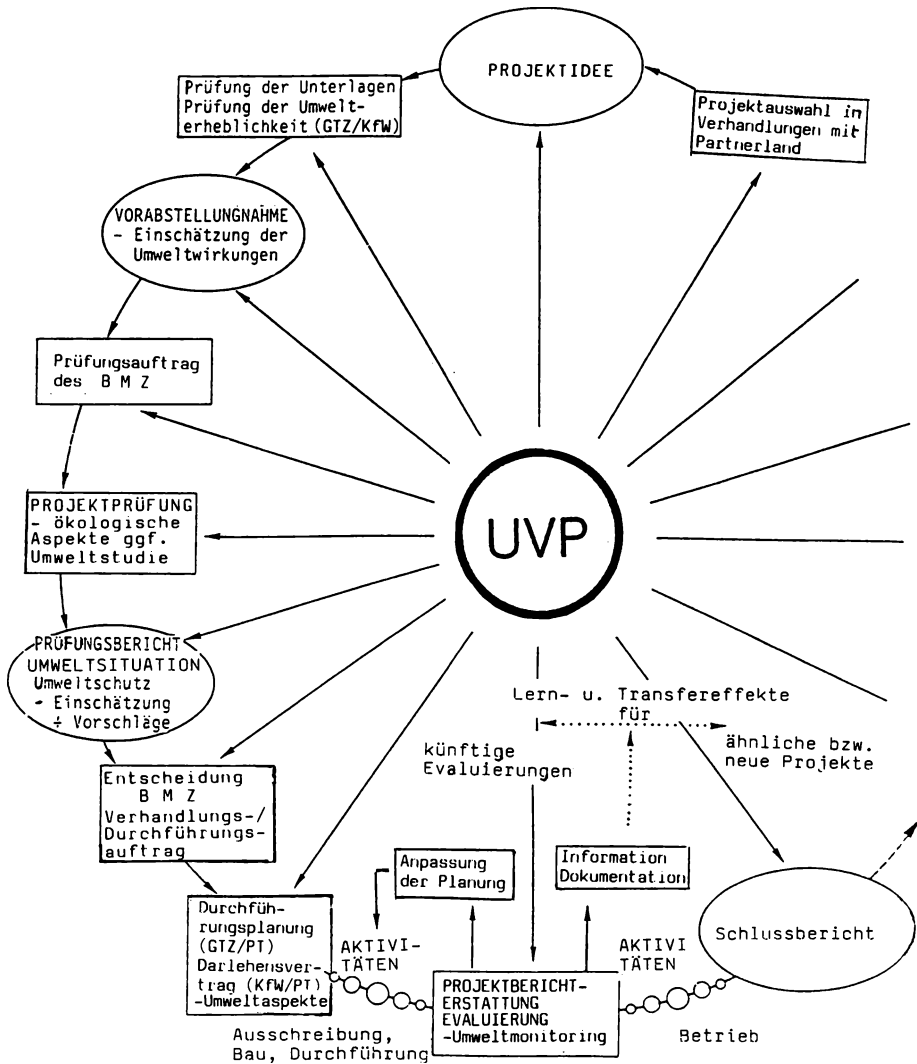 PROJEKTIDEE
Prüfung der Unterlagen
Prüfung der Umwelt-
erheblichkeit (GTZ/KfW)
Projektauswahl in
Verhandlungen mit
Partnerland
VORABSTELLUNGNAHME
- Einschätzung der
Umweltwirkungen
Prüfungsauftrag
des B M Z
PROJEKTPRÜFUNG
- ökologische
Aspekte ggf.
Umweltstudie
UVP
PRÜFUNGSBERICHT
UMWELTSITUATION
Umweltschutz
- Einschätzung
÷ Vorschläge
Lern- u. Transfereffekte
für
künftige
Evaluierungen
ähnliche bzw.
neue Projekte
Entscheidung
B M Z
Verhandlungs-/
Durchführungs-
auftrag
Anpassung
der Planung
Information
Dokumentation
Durchfüh-
rungsplanung
(GTZ/PT)
Darlehensver-
trag (KfW/PT)
-Umweltaspekte
AKTIVI-
TÄTEN
PROJEKTBERICHT-
ERSTATTUNG
EVALUIERUNG
-Umweltmonitoring
AKTIVI
TÄTEN
Schlussbericht
Ausschreibung,
Bau, Durchführung
Betrieb